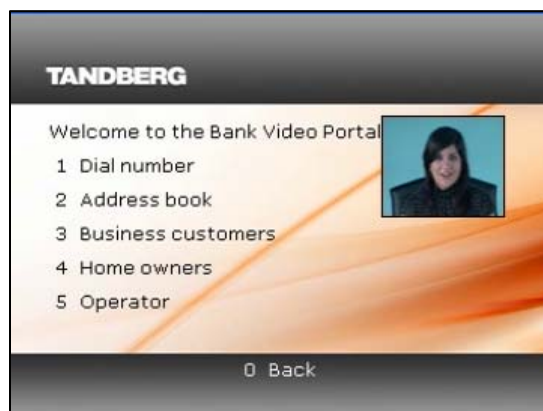 TANDBERG
Welcome to the Bank Video Portal
1 Dial number
2 Address book
3 Business customers
4 Home owners
5 Operator
0 Back